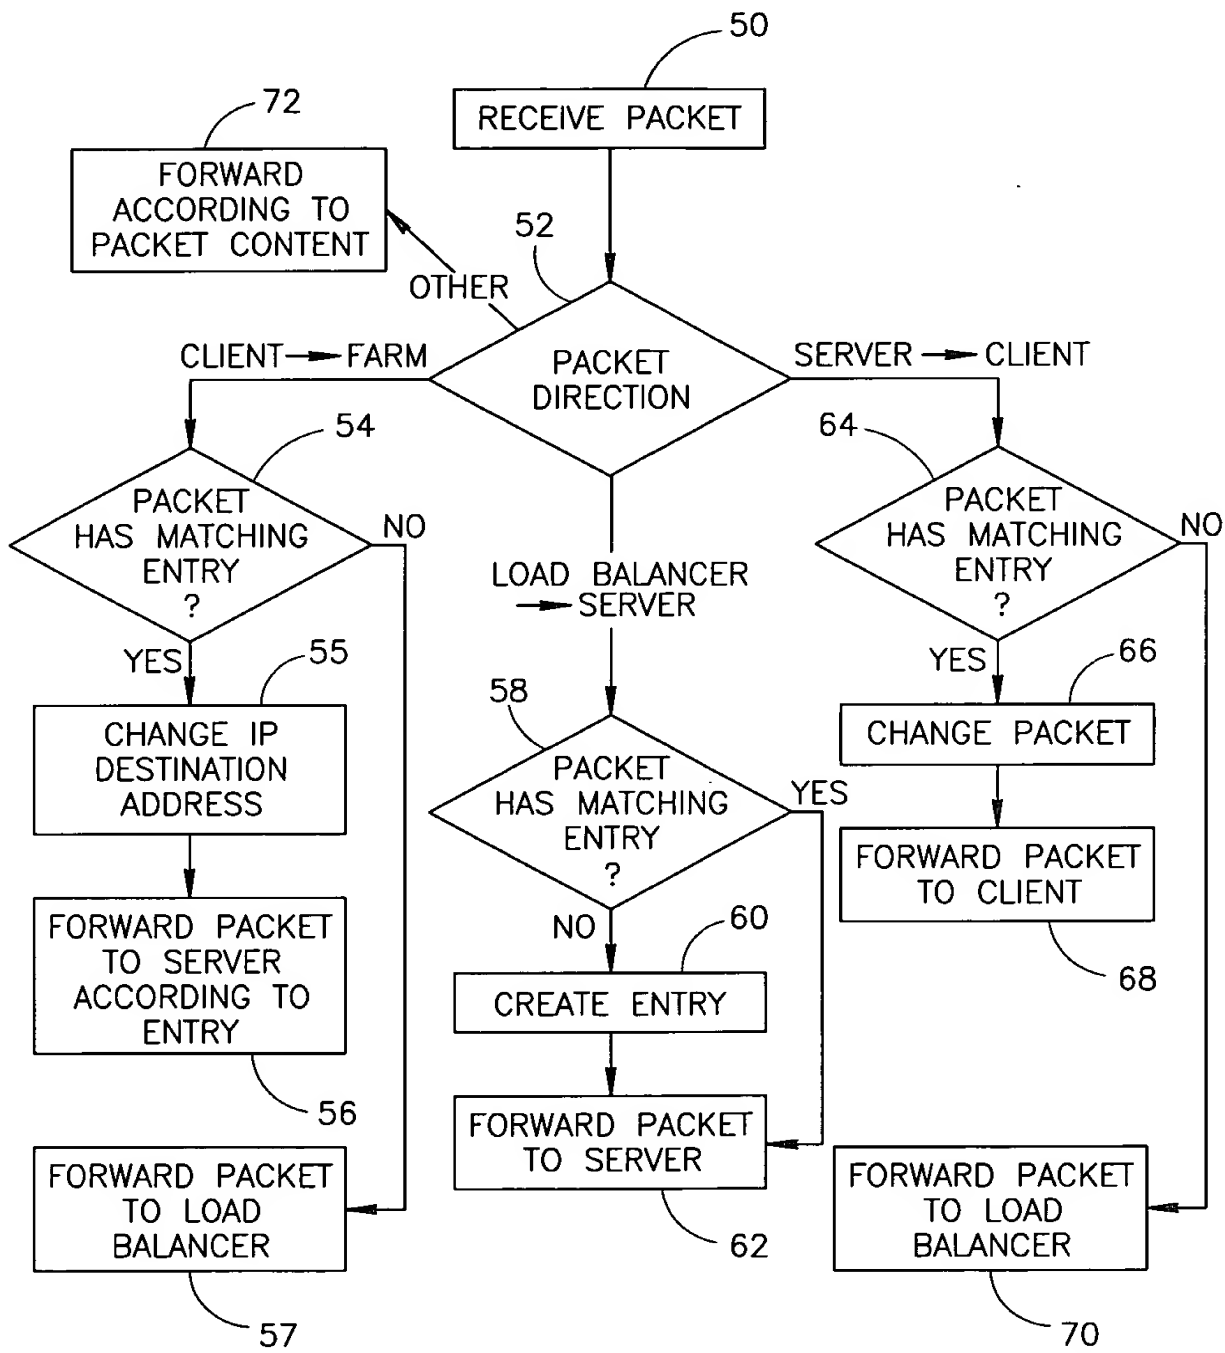 50
RECEIVE PACKET
72
FORWARD
ACCORDING TO
PACKET CONTENT
52
OTHER
CLIENT → FARM
PACKET
DIRECTION
SERVER → CLIENT
54
PACKET
HAS MATCHING
ENTRY
?
NO
YES
55
CHANGE IP
DESTINATION
ADDRESS
FORWARD PACKET
TO SERVER
ACCORDING TO
ENTRY
56
FORWARD PACKET
TO LOAD
BALANCER
57
LOAD BALANCER
→ SERVER
58
PACKET
HAS MATCHING
ENTRY
?
YES
NO
60
CREATE ENTRY
FORWARD PACKET
TO SERVER
62
64
PACKET
HAS MATCHING
ENTRY
?
NO
YES
66
CHANGE PACKET
FORWARD PACKET
TO CLIENT
68
FORWARD PACKET
TO LOAD
BALANCER
70